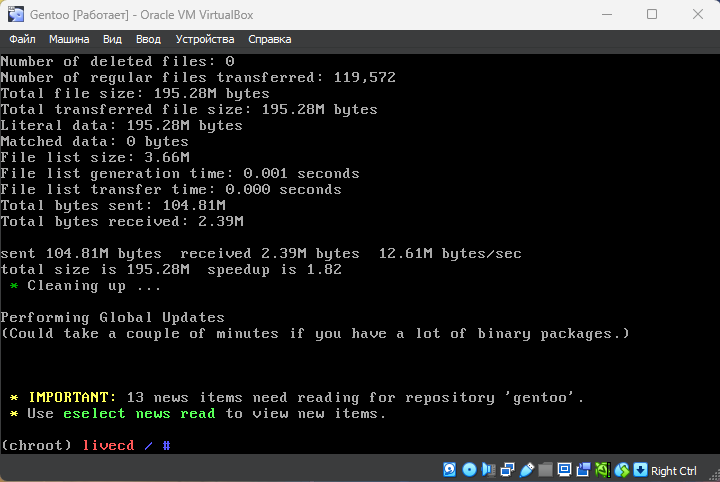 Gentoo [Работает] - Oracle VM VirtualBox
Файл Машина Вид Ввод Устройства Справка
Number of deleted files: 0
Number of regular files transferred: 119,572
Total file size: 195.28M bytes
Total transferred file size: 195.28M bytes
Literal data: 195.28M bytes
Matched data: 0 bytes
File list size: 3.66M
File list generation time: 0.001 seconds
File list transfer time: 0.000 seconds
Total bytes sent: 104.81M
Total bytes received: 2.39M
sent 104.81M bytes  received 2.39M bytes  12.61M bytes/sec
total size is 195.28M  speedup is 1.82
* Cleaning up ...
Performing Global Updates
(Could take a couple of minutes if you have a lot of binary packages.)
* IMPORTANT: 13 news items need reading for repository 'gentoo'.
* Use eselect news read to view new items.
(chroot) livecd / #
Right Ctrl